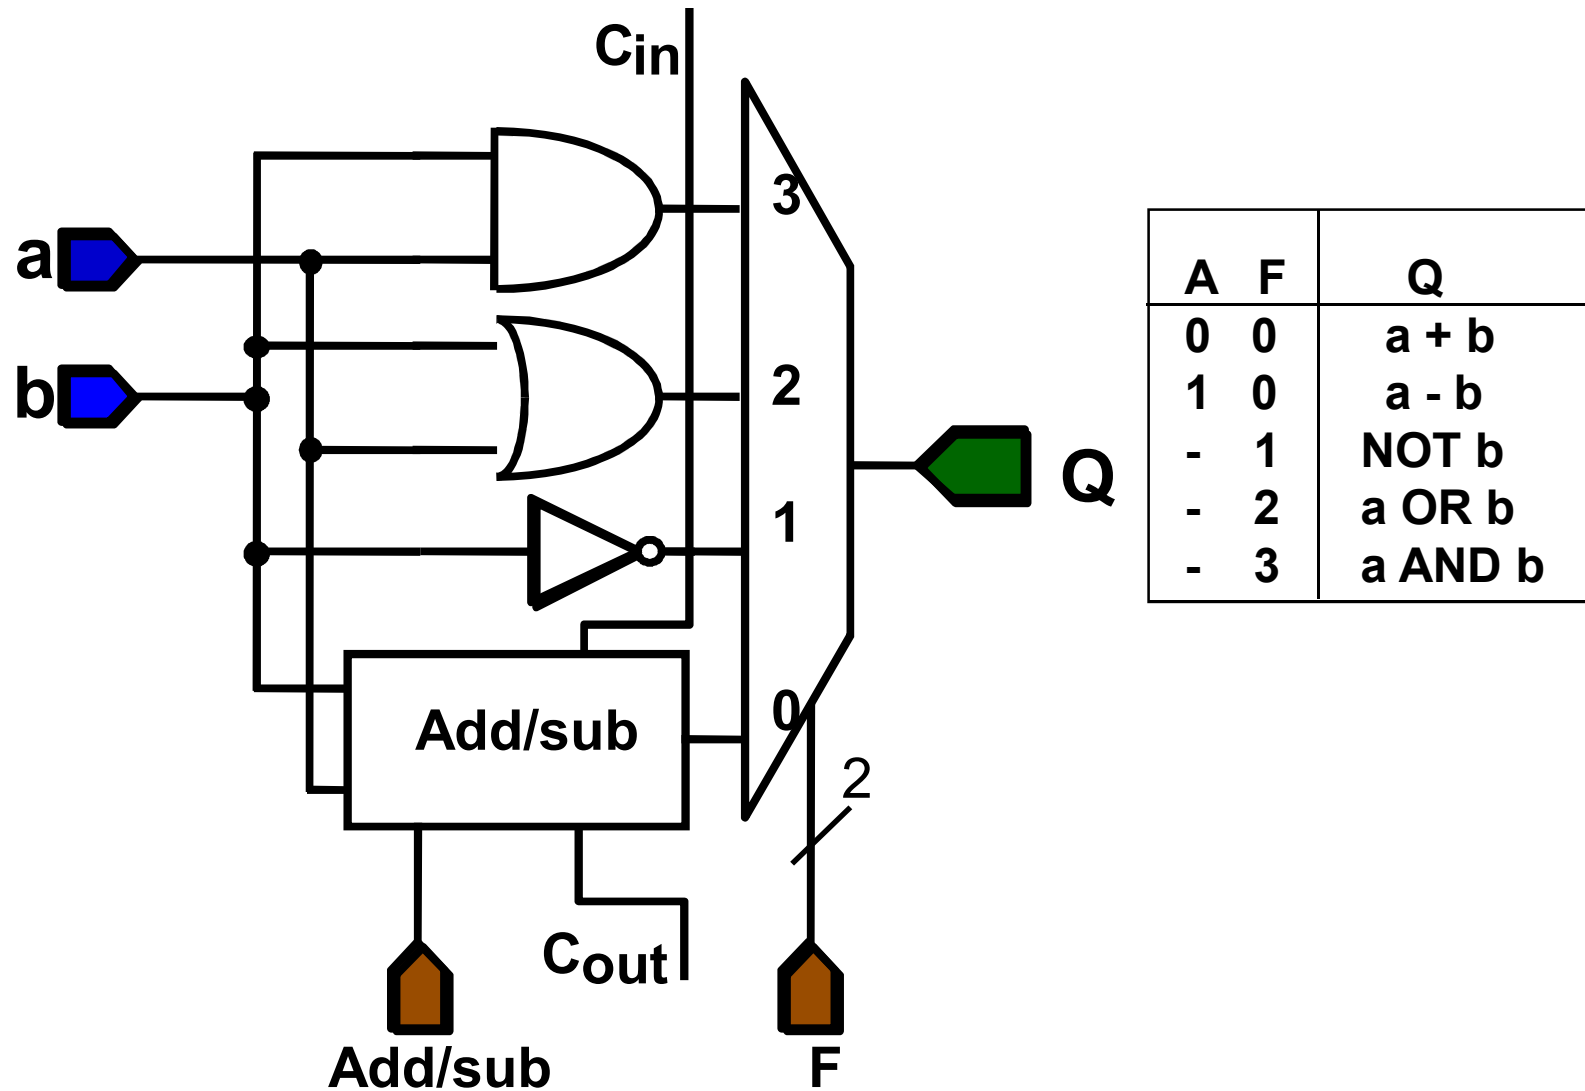 Cin
a
b
3
2
1
0
Add/sub
2
Cout
Add/sub
F
Q
A F Q
0 0 a + b
1 0 a - b
- 1 NOT b
- 2 a OR b
- 3 a AND b